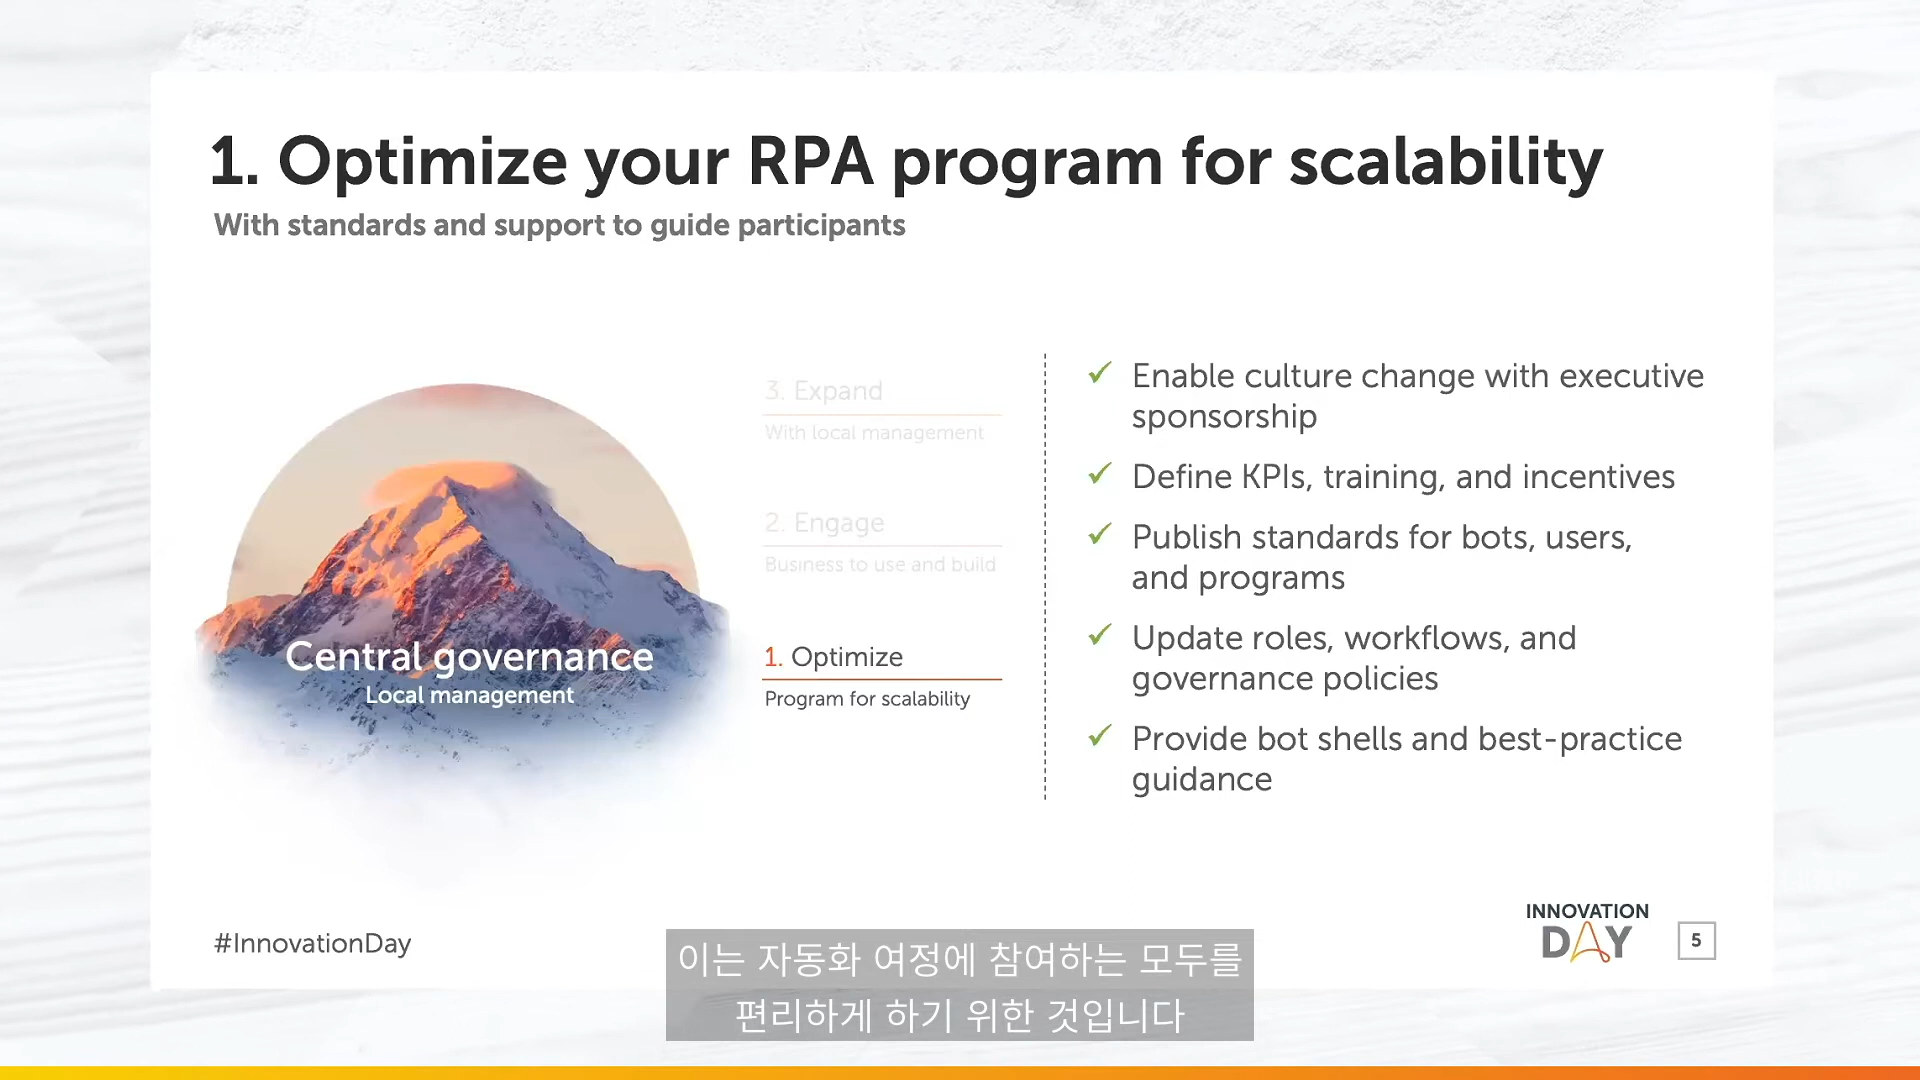 1. Optimize your RPA program for scalability
With standards and support to guide participants
Central governance
Local management
3. Expand
With local management
2. Engage
Business to use and build
1. Optimize
Program for scalability
✓ Enable culture change with executive
sponsorship
✓ Define KPIs, training, and incentives
✓ Publish standards for bots, users,
and programs
✓ Update roles, workflows, and
governance policies
✓ Provide bot shells and best-practice
guidance
#InnovationDay
INNOVATION
DAY
5
이는 자동화 여정에 참여하는 모두를
편리하게 하기 위한 것입니다